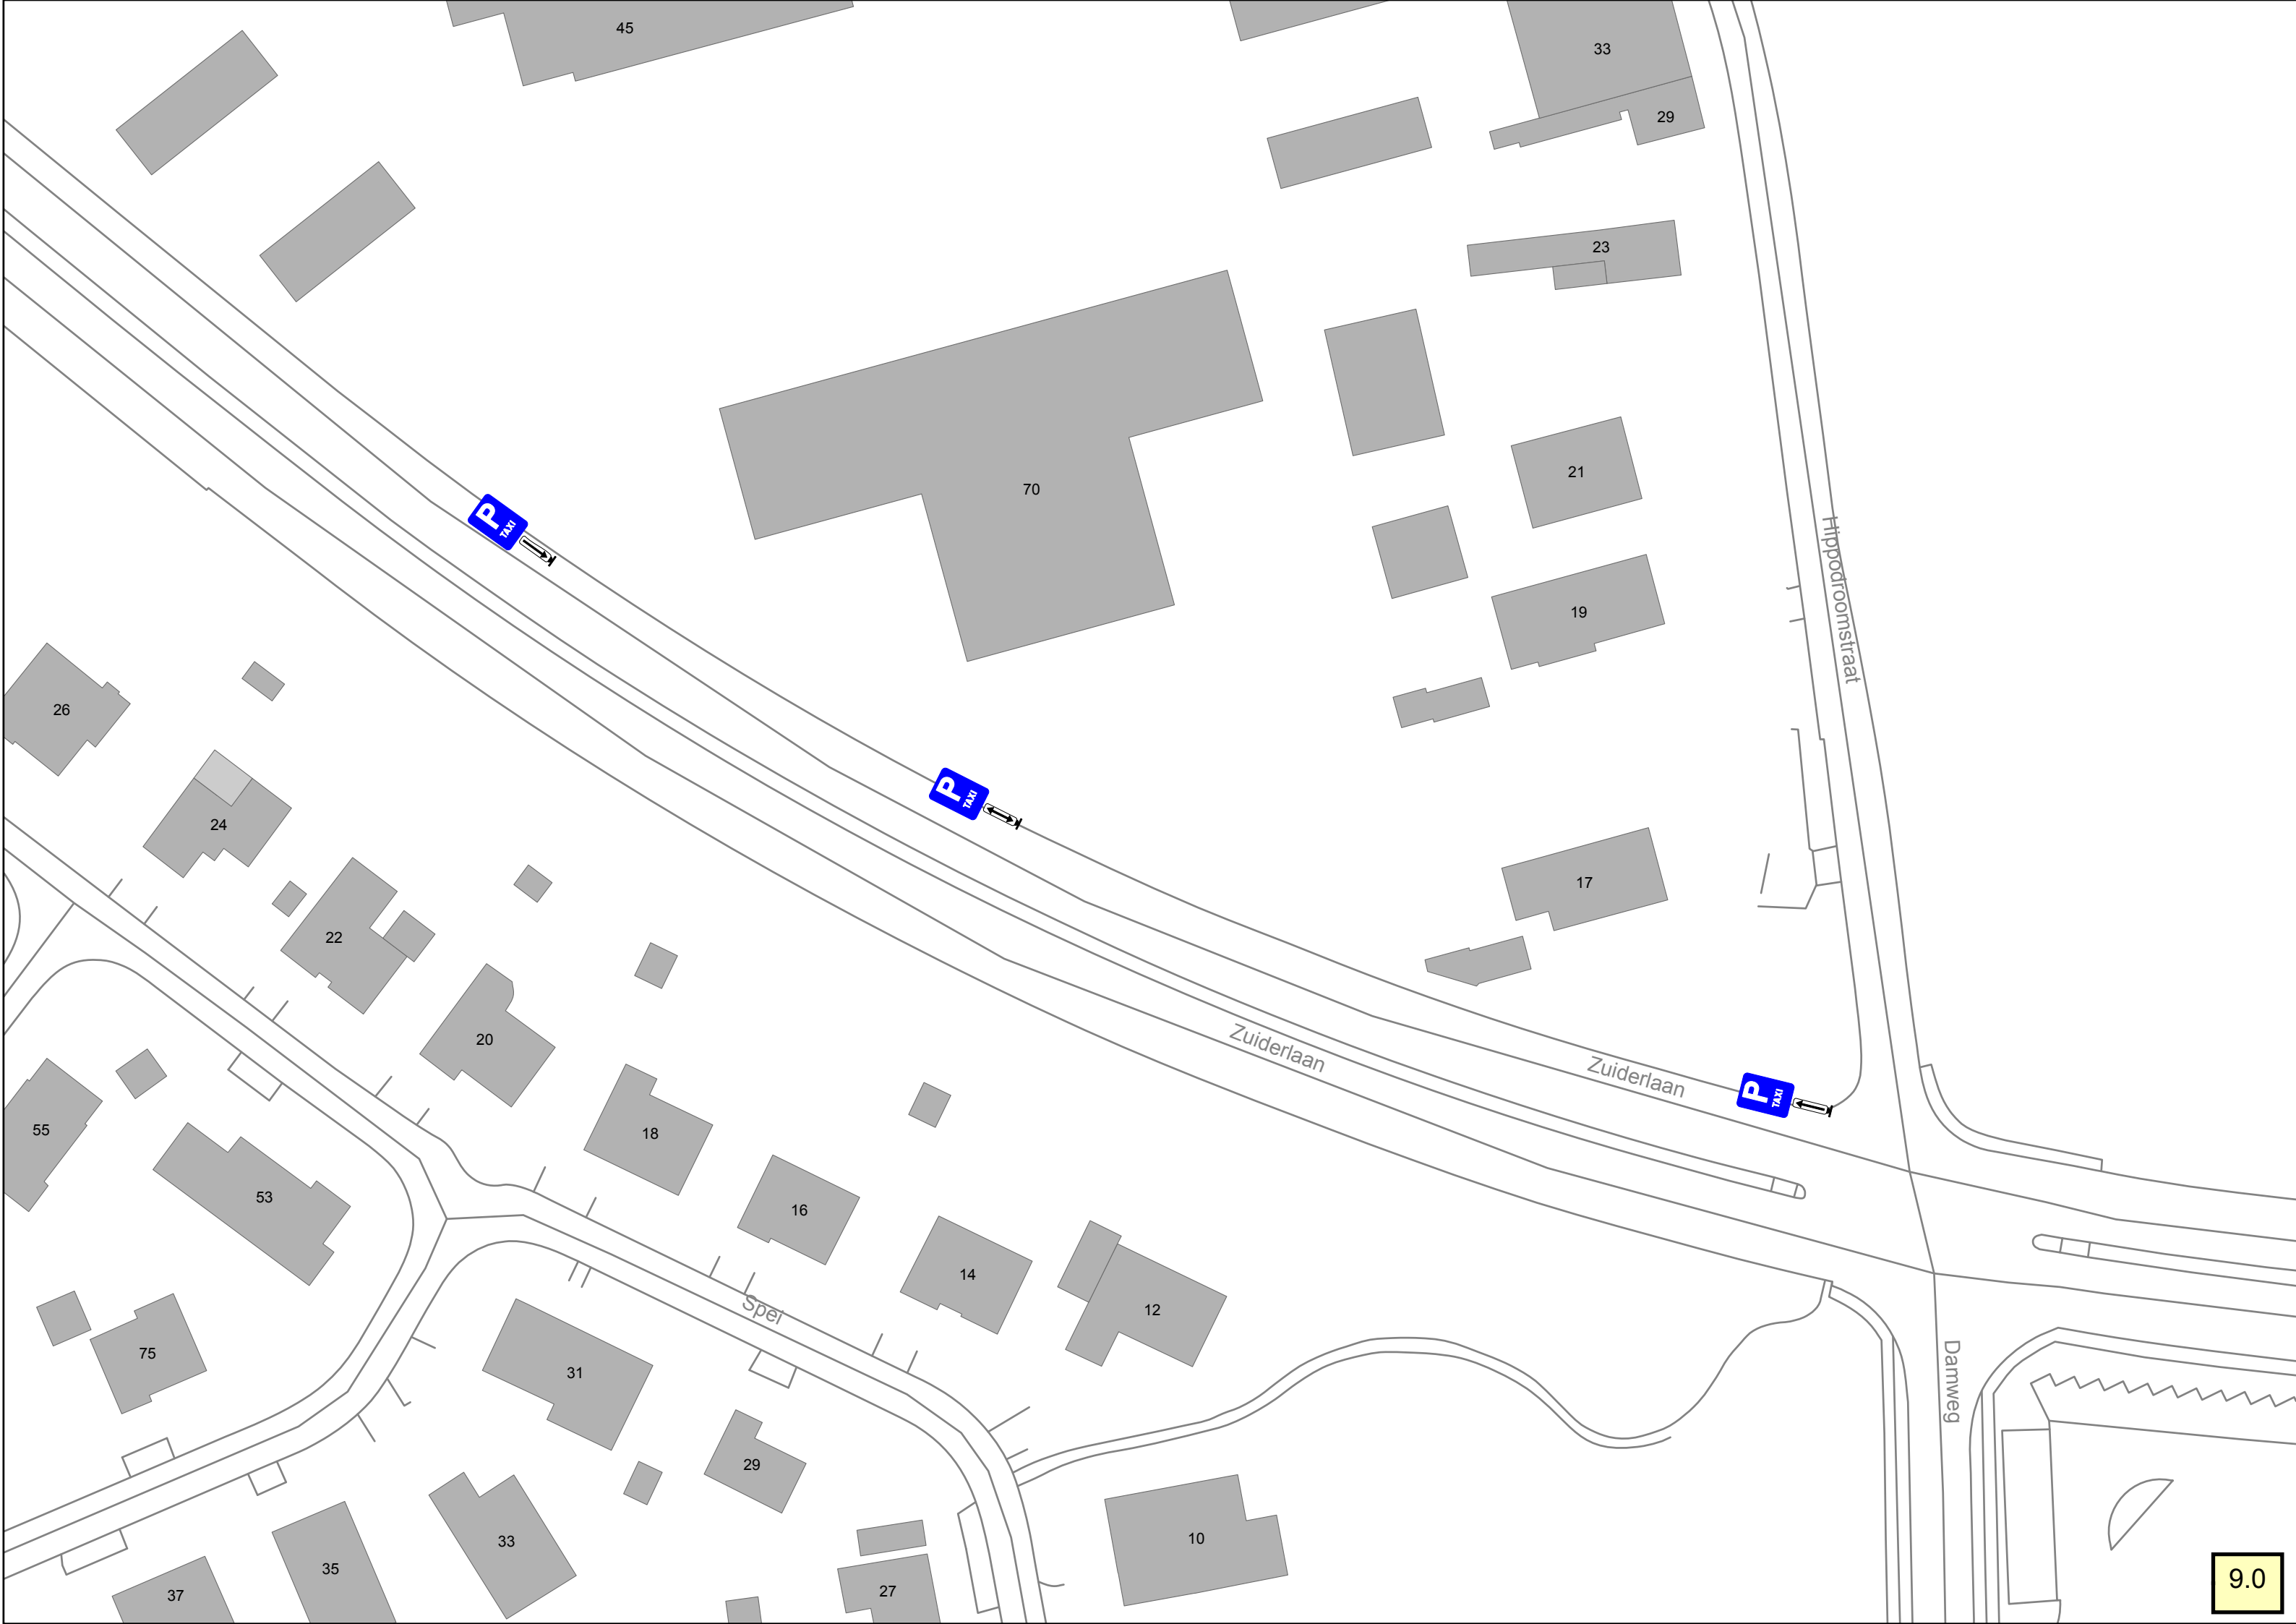 45
33
29
23
70
21
P
TAXI
Hippodroomstraat
19
26
P
TAXI
24
17
22
20
Zuiderlaan
Zuiderlaan
P
TAXI
55
18
53
16
14
12
Spei
75
31
Damweg
29
10
33
35
27
37
9.0